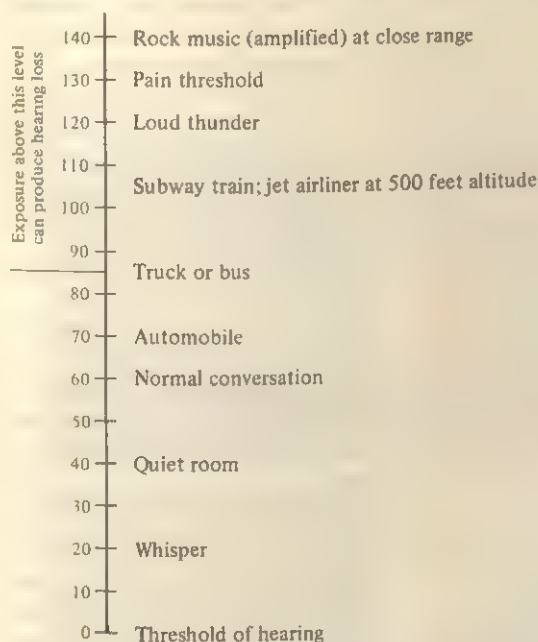 Exposure above this level
can produce hearing loss
140 Rock music (amplified) at close range
130 Pain threshold
120 Loud thunder
110
Subway train; jet airliner at 500 feet altitude
100
90
Truck or bus
80
70 Automobile
60 Normal conversation
50
40 Quiet room
30
20 Whisper
10
0 Threshold of hearing